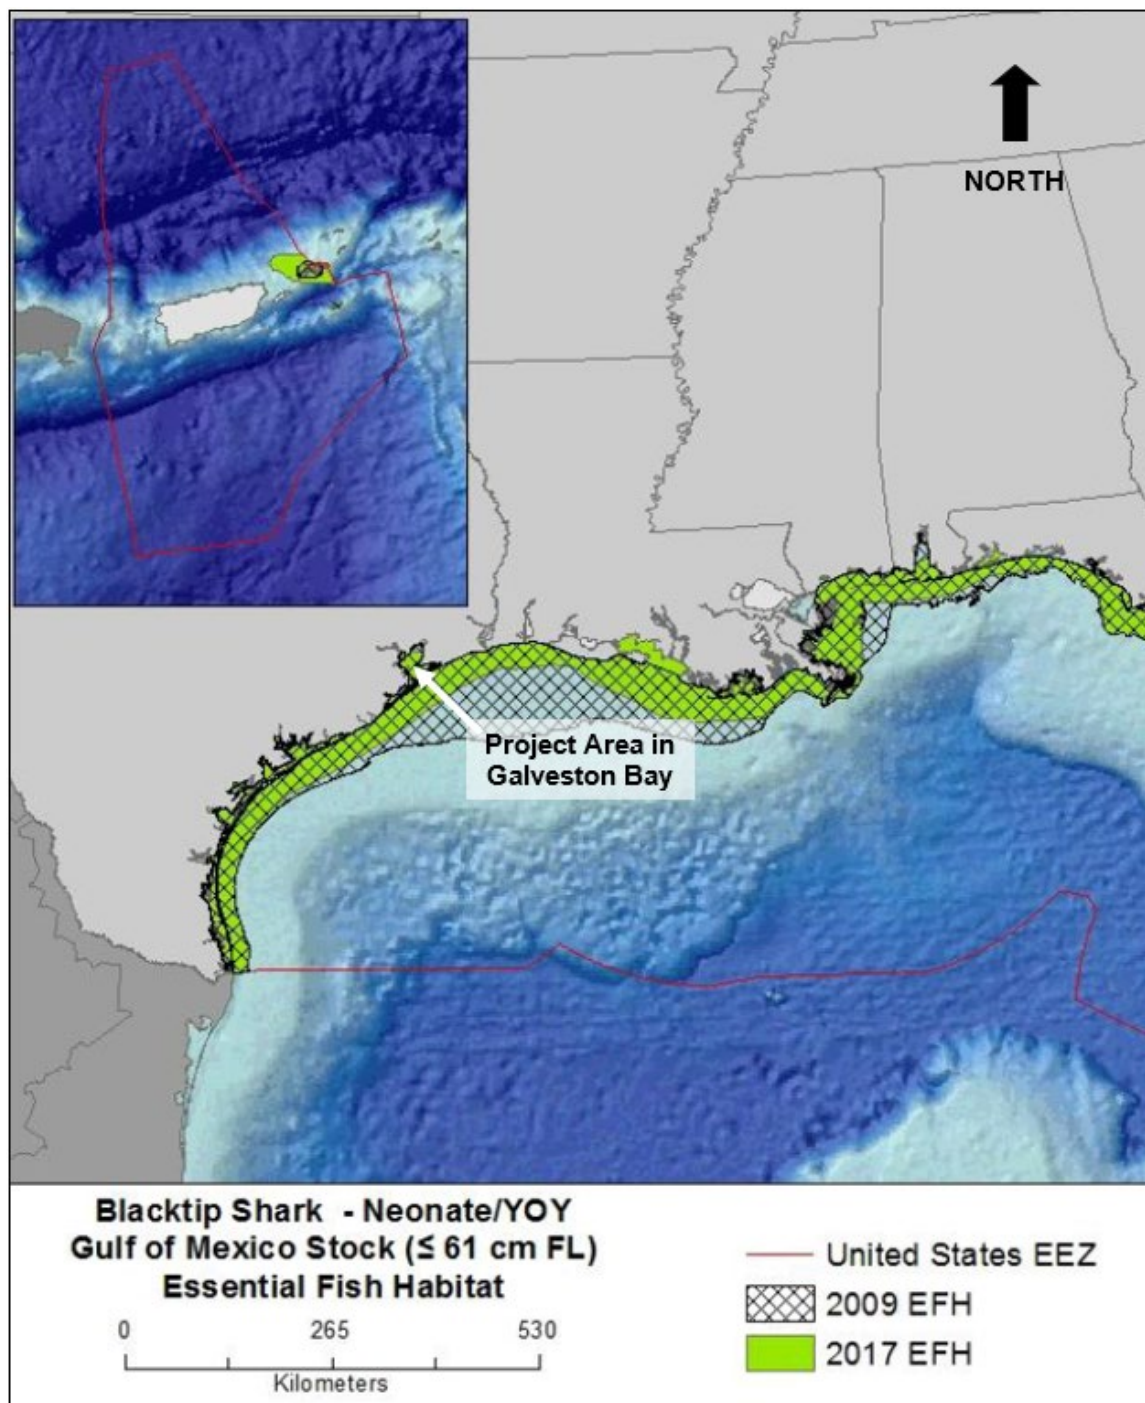 NORTH
Project Area in
Galveston Bay
Blacktip Shark - Neonate/YOY
Gulf of Mexico Stock (≤ 61 cm FL)
Essential Fish Habitat
0 265 530
Kilometers
United States EEZ
2009 EFH
2017 EFH